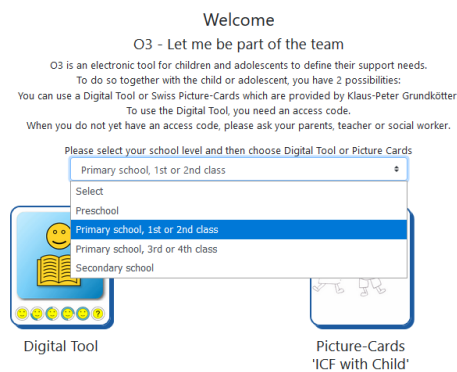 Welcome
O3 - Let me be part of the team
O3 is an electronic tool for children and adolescents to define their support needs.
To do so together with the child or adolescent, you have 2 possibilities:
You can use a Digital Tool or Swiss Picture-Cards which are provided by Klaus-Peter Grundkötter
To use the Digital Tool, you need an access code.
When you do not yet have an access code, please ask your parents, teacher or social worker.
Please select your school level and then choose Digital Tool or Picture Cards
Primary school, 1st or 2nd class
Select
Preschool
Primary school, 1st or 2nd class
Primary school, 3rd or 4th class
Secondary school
?
Digital Tool
Picture-Cards
'ICF with Child'